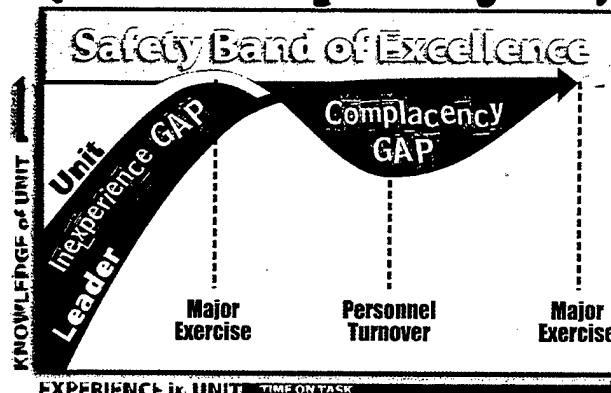 Safety Band of Excellence
Complacency
GAP
Unit
Inexperience GAP
Leader
KNOWLEDGE of UNIT
Major
Exercise
Personnel
Turnover
Major
Exercise
EXPERIENCE in UNIT TIME ON TASK